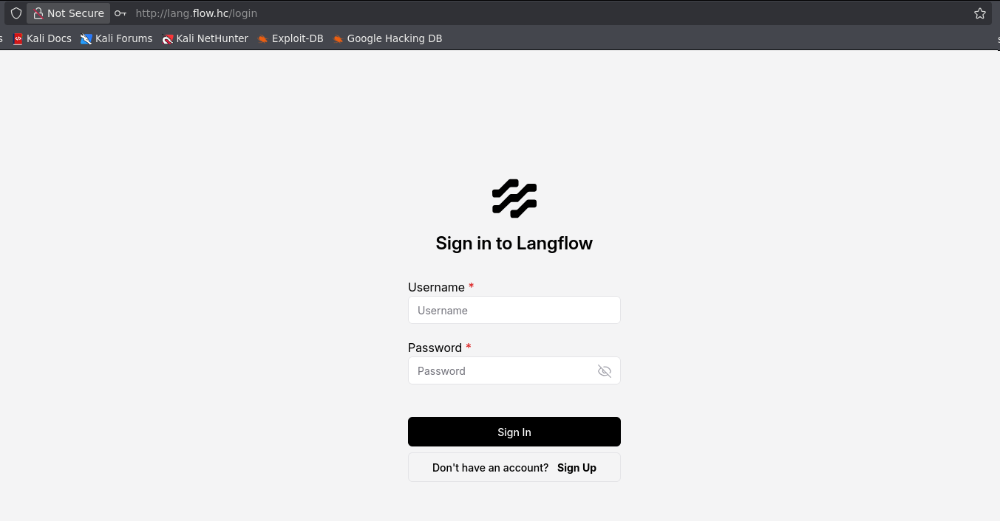 Not Secure http://lang.flow.hc/login
s Kali Docs Kali Forums Kali NetHunter Exploit-DB Google Hacking DB
Sign in to Langflow
Username *
Username
Password *
Password
Sign In
Don't have an account? Sign Up